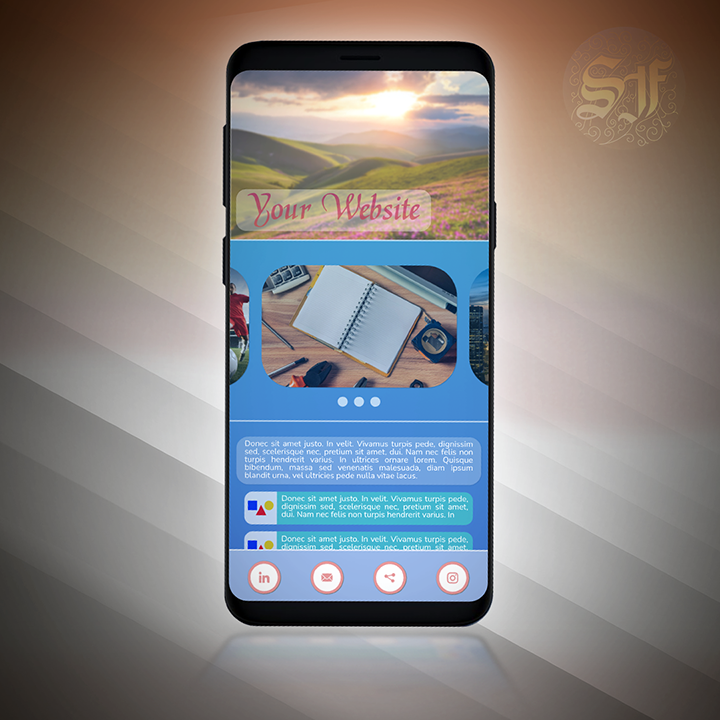 SJF
Your Website
Donec sit amet justo. In velit. Vivamus turpis pede, dignissim
sed, scelerisque nec, pretium sit amet, dui. Nam nec felis non
turpis hendrerit varius. In ultrices ornare lorem. Quisque
bibendum, massa sed venenatis malesuada, diam ipsum
blandit urna, vel ultricies pede nulla vitae lacus.
Donec sit amet justo. In velit. Vivamus turpis pede,
dignissim sed, scelerisque nec, pretium sit amet,
dui. Nam nec felis non turpis hendrerit varius. In
Donec sit amet justo. In velit. Vivamus turpis pede,
dignissim sed, scelerisque nec, pretium sit amet,
in